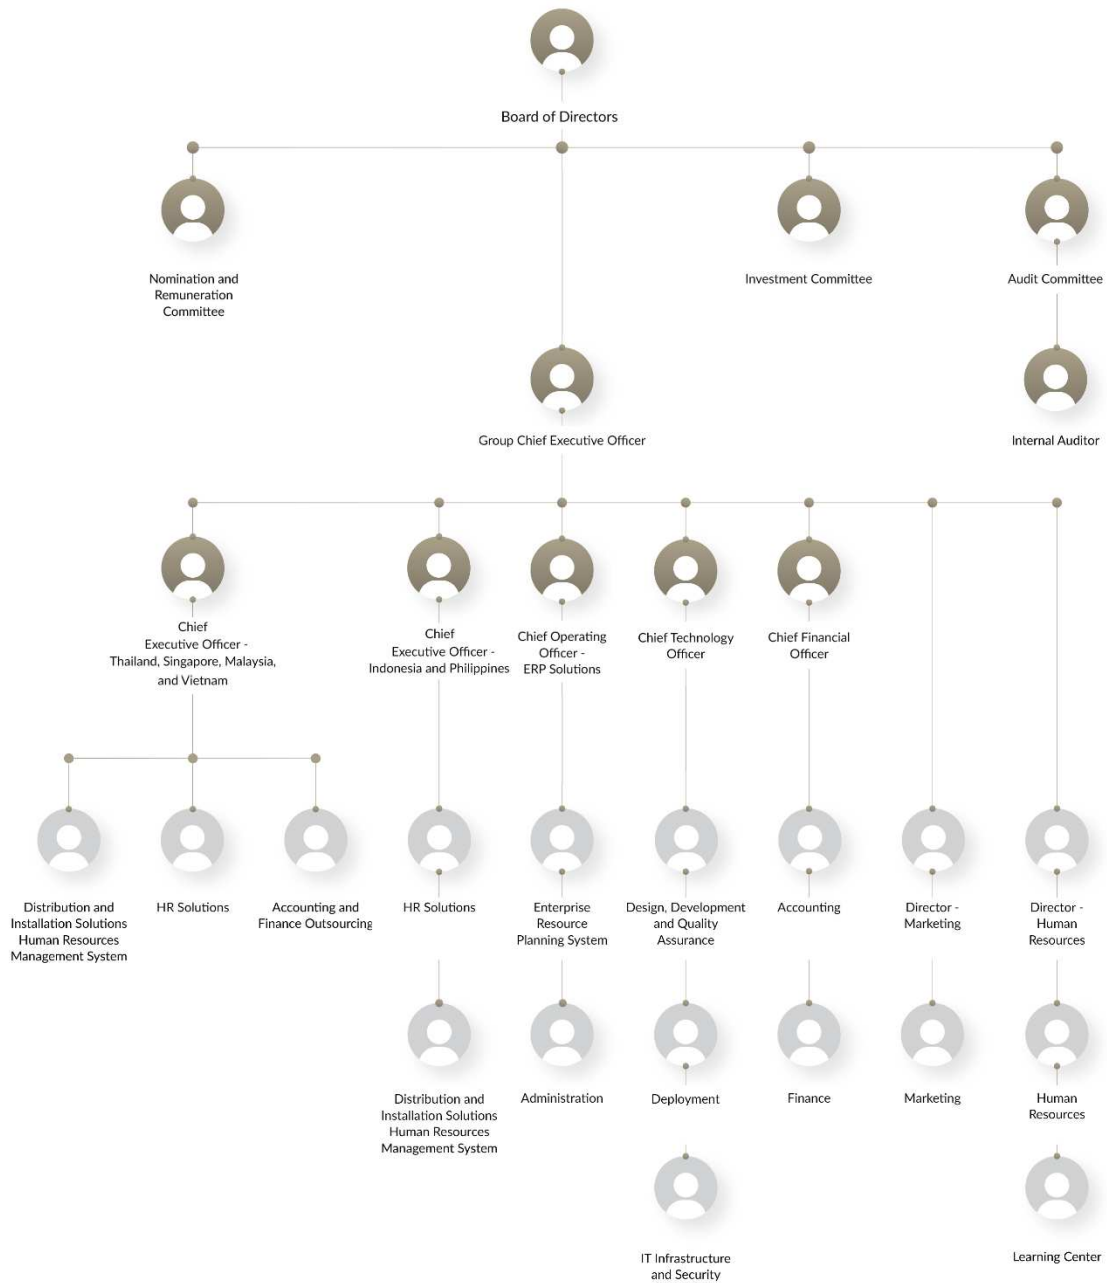 Board of Directors
Nomination and
Remuneration
Committee
Investment Committee
Audit Committee
Group Chief Executive Officer
Internal Auditor
Chief
Executive Officer -
Thailand, Singapore, Malaysia,
and Vietnam
Chief
Executive Officer -
Indonesia and Philippines
Chief Operating
Officer -
ERP Solutions
Chief Technology
Officer
Chief Financial
Officer
Distribution and
Installation Solutions
Human Resources
Management System
HR Solutions
Accounting and
Finance Outsourcing
HR Solutions
Enterprise
Resource
Planning System
Design, Development
and Quality
Assurance
Accounting
Director -
Marketing
Director -
Human
Resources
Distribution and
Installation Solutions
Human Resources
Management System
Administration
Deployment
Finance
Marketing
Human
Resources
IT Infrastructure
and Security
Learning Center